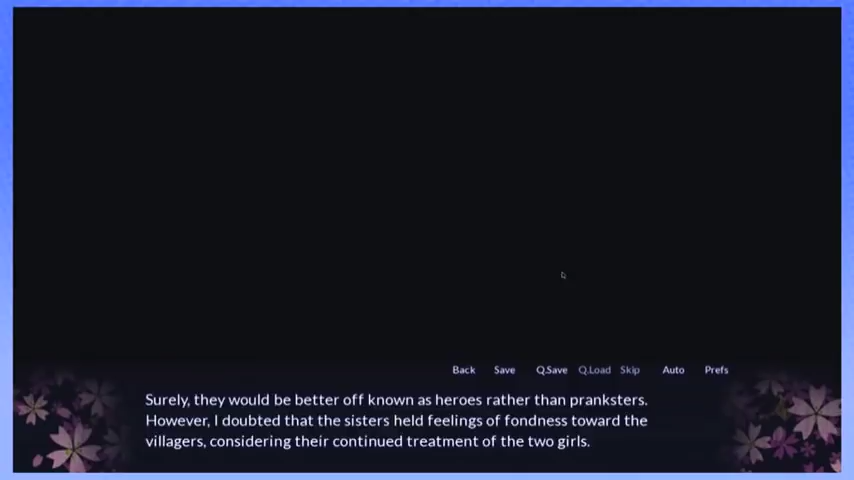 Back Save Q.Save Q.Load Skip Auto Prefs
Surely, they would be better off known as heroes rather than pranksters.
However, I doubted that the sisters held feelings of fondness toward the
villagers, considering their continued treatment of the two girls.